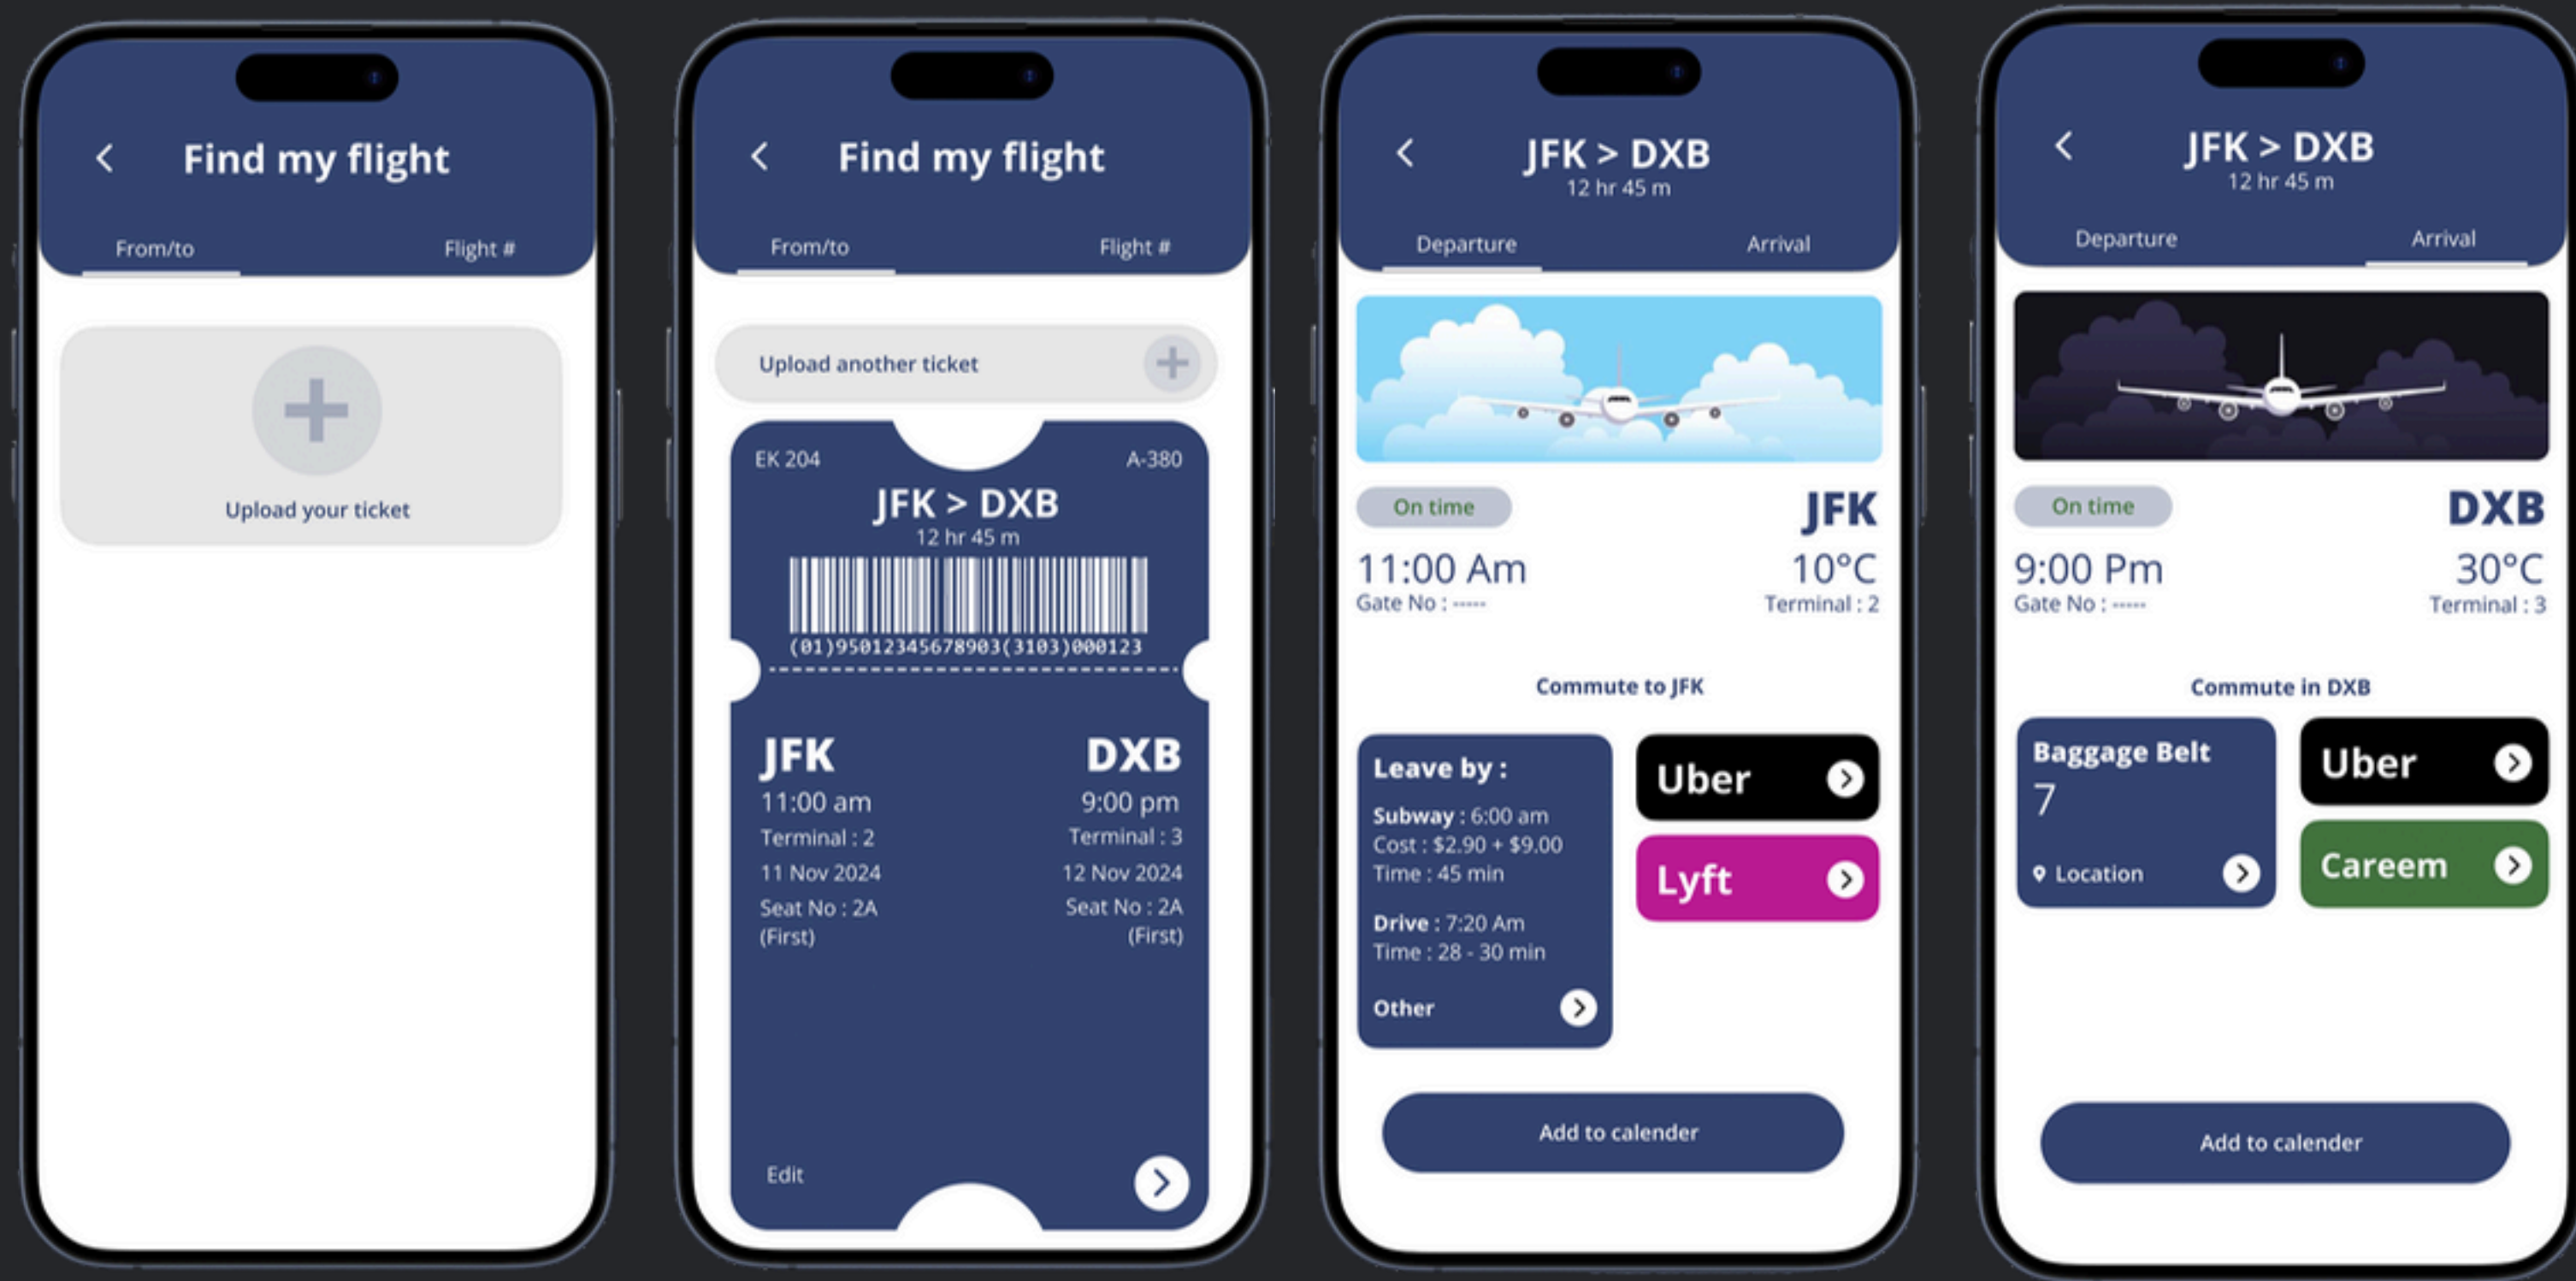 Find my flight
From/to
Flight #
Upload your ticket
Find my flight
From/to
Flight #
Upload another ticket
EK 204
A-380
JFK > DXB
12 hr 45 m
(01)95012345678903(3103)000123
JFK
DXB
11:00 am
9:00 pm
Terminal : 2
Terminal : 3
11 Nov 2024
12 Nov 2024
Seat No : 2A
Seat No : 2A
(First)
(First)
Edit
JFK > DXB
12 hr 45 m
Departure
Arrival
On time
JFK
11:00 Am
10°C
Gate No : -----
Terminal : 2
Commute to JFK
Leave by :
Subway : 6:00 am
Cost : $2.90 + $9.00
Time : 45 min
Drive : 7:20 Am
Time : 28 - 30 min
Other
Uber
Lyft
Add to calender
JFK > DXB
12 hr 45 m
Departure
Arrival
On time
DXB
9:00 Pm
30°C
Gate No : -----
Terminal : 3
Commute in DXB
Baggage Belt
7
Location
Uber
Careem
Add to calender